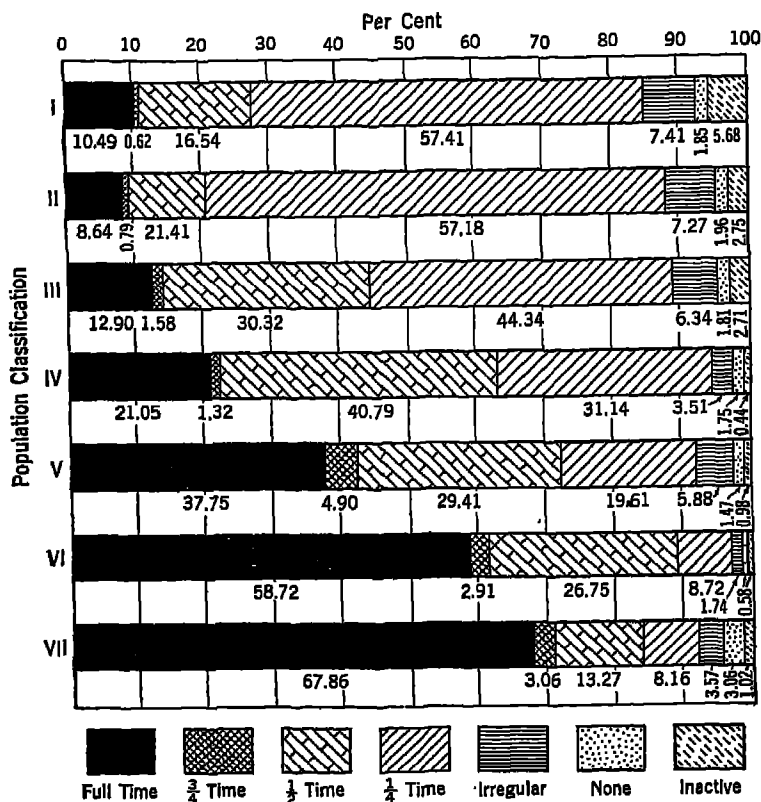 Per Cent
0 10 20 30 40 50 60 70 80 90 100
Population Classification
I
10.49 0.62 16.54 57.41 7.41 1.85 5.68
II
8.64 0.79 21.41 57.18 7.27 1.96 2.75
III
12.90 1.58 30.32 44.34 6.34 1.81 2.71
IV
21.05 1.32 40.79 31.14 3.51 1.75 0.44
V
37.75 4.90 29.41 19.61 5.88 1.47 0.98
VI
58.72 2.91 26.75 8.72 1.74 0.58
VII
67.86 3.06 13.27 8.16 3.57 3.06 1.02
Full Time 3/4 Time 1/2 Time 1/4 Time Irregular None Inactive